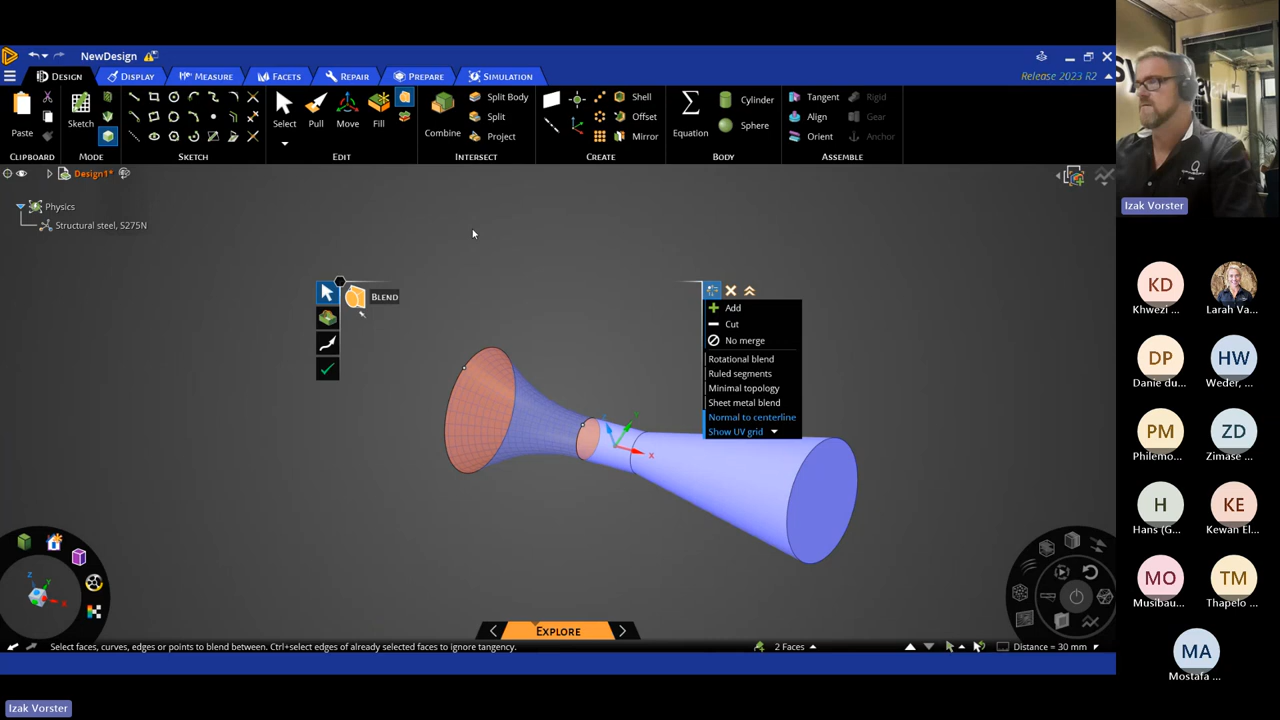 NewDesign
DESIGN DISPLAY MEASURE FACETS REPAIR PREPARE SIMULATION
Release 2023 R2
Paste Sketch Select Pull Move Fill Combine Split Body Split Project Shell Offset Mirror Equation Cylinder Sphere Tangent Align Orient Rigid Gear Anchor
CLIPBOARD MODE SKETCH EDIT INTERSECT CREATE BODY ASSEMBLE
Design1*
Physics
Structural steel, S275N
BLEND
Add
Cut
No merge
Rotational blend
Ruled segments
Minimal topology
Sheet metal blend
Normal to centerline
Show UV grid
Y
X
Z
Y
X
EXPLORE
Select faces, curves, edges or points to blend between. Ctrl+select edges of already selected faces to ignore tangency.
2 Faces
Distance = 30 mm
Izak Vorster
Izak Vorster
KD
Khwezi ...
Larah Va...
DP
Danie du...
HW
Weder, ...
PM
Philemo...
ZD
Zimase ...
H
Hans (G...
KE
Kewan El...
MO
Musibau...
TM
Thapelo ...
MA
Mostafa ...